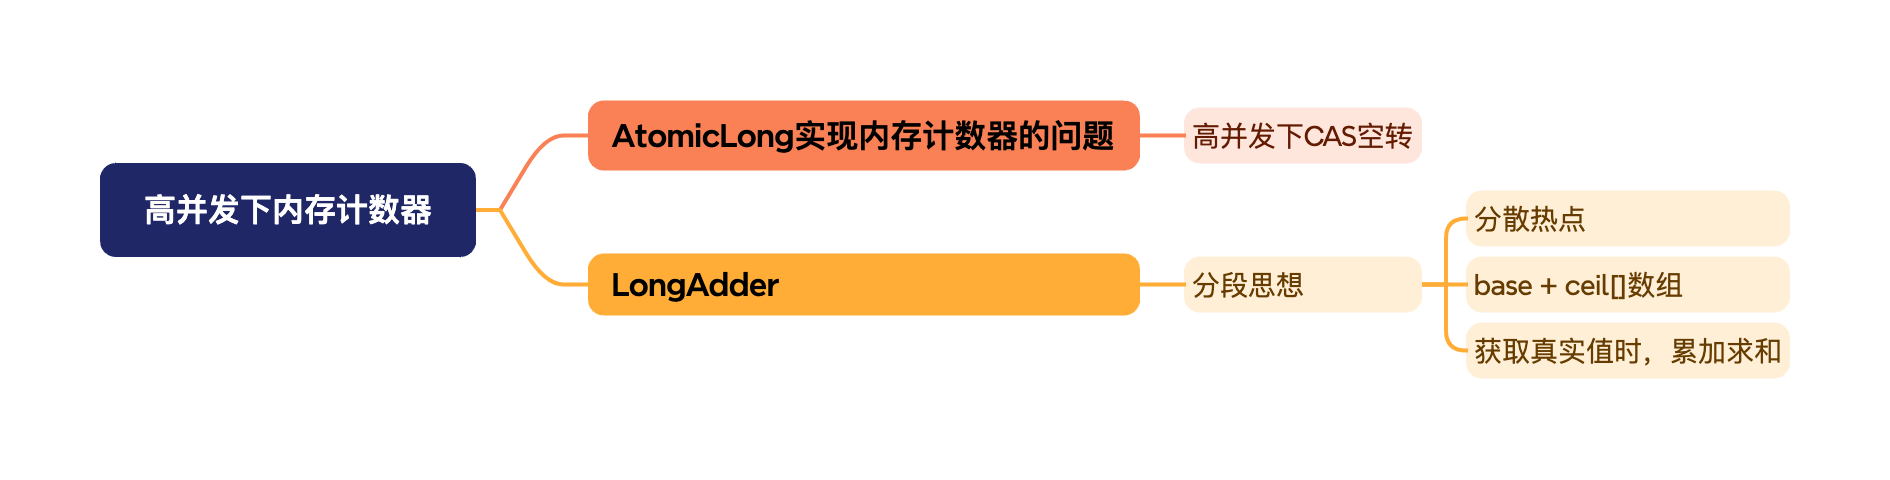 高并发下内存计数器
AtomicLong实现内存计数器的问题
高并发下CAS空转
LongAdder
分段思想
分散热点
base + ceil[]数组
获取真实值时，累加求和